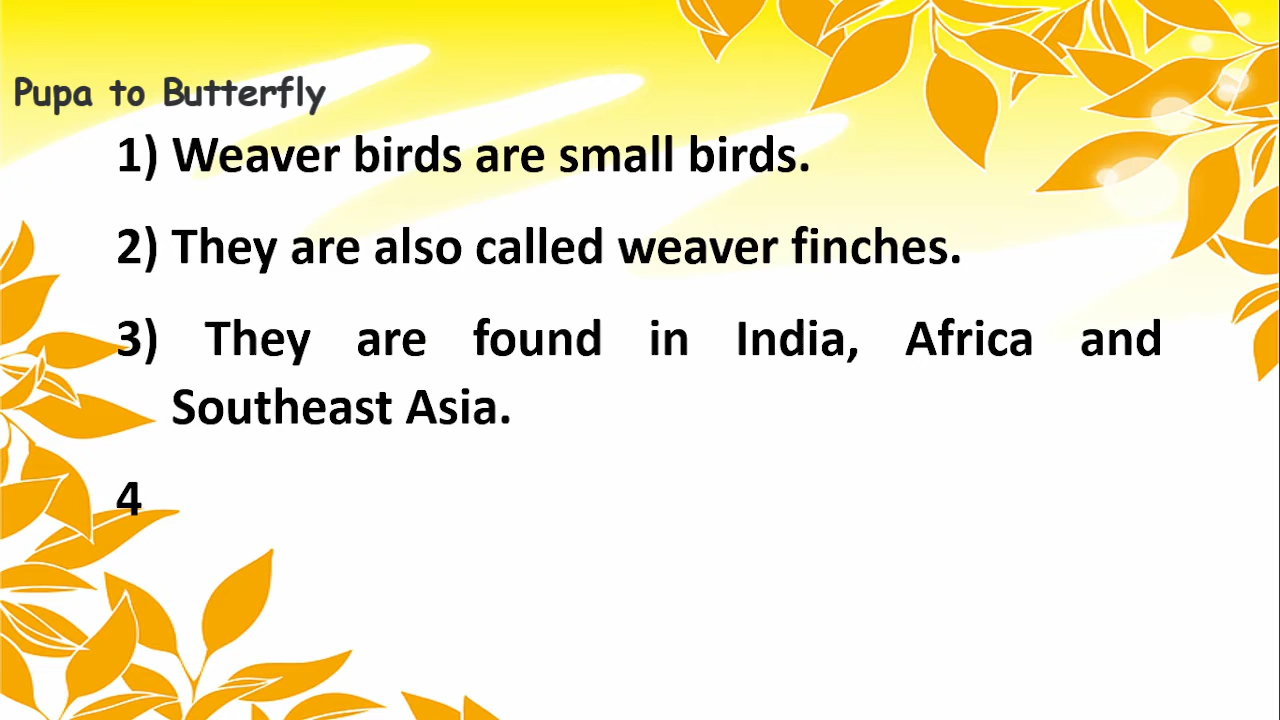 Pupa to Butterfly
1) Weaver birds are small birds.
2) They are also called weaver finches.
3) They are found in India, Africa and
Southeast Asia.
4